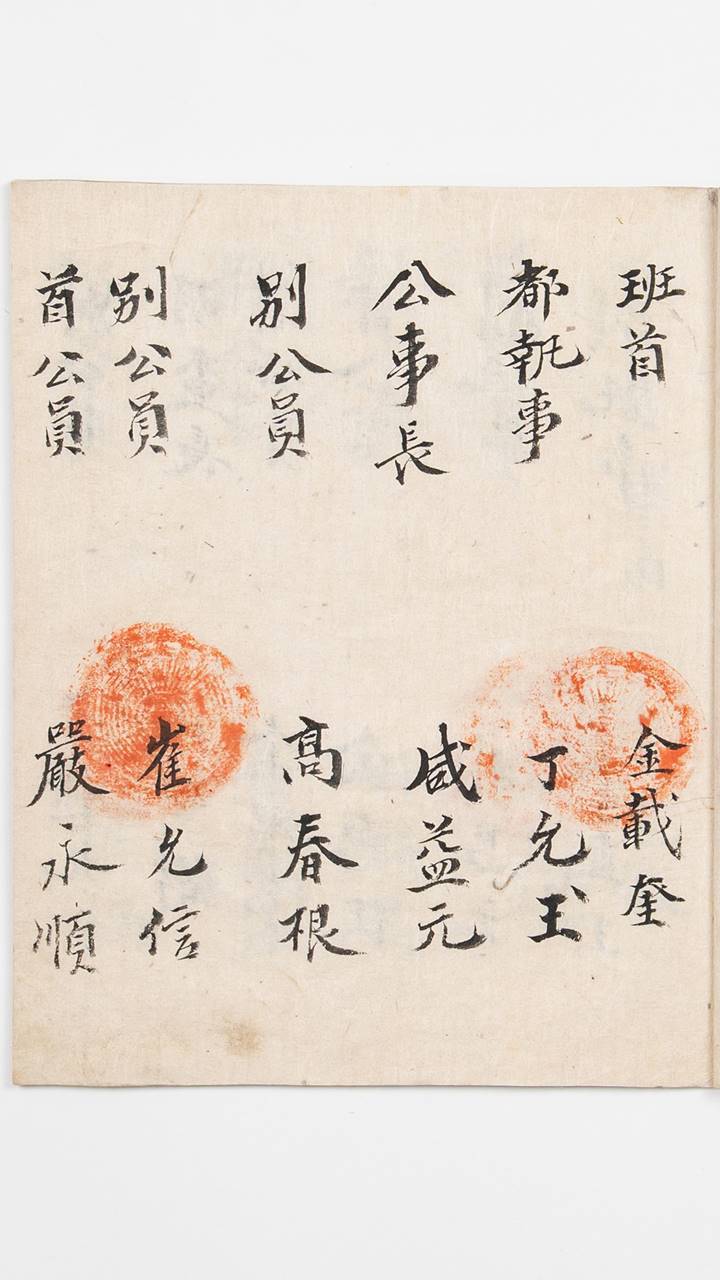 班首 金載奎
都執事 丁允玉
公事長 咸益元
別公員 高春根
別公員 崔允信
首公員 嚴永順